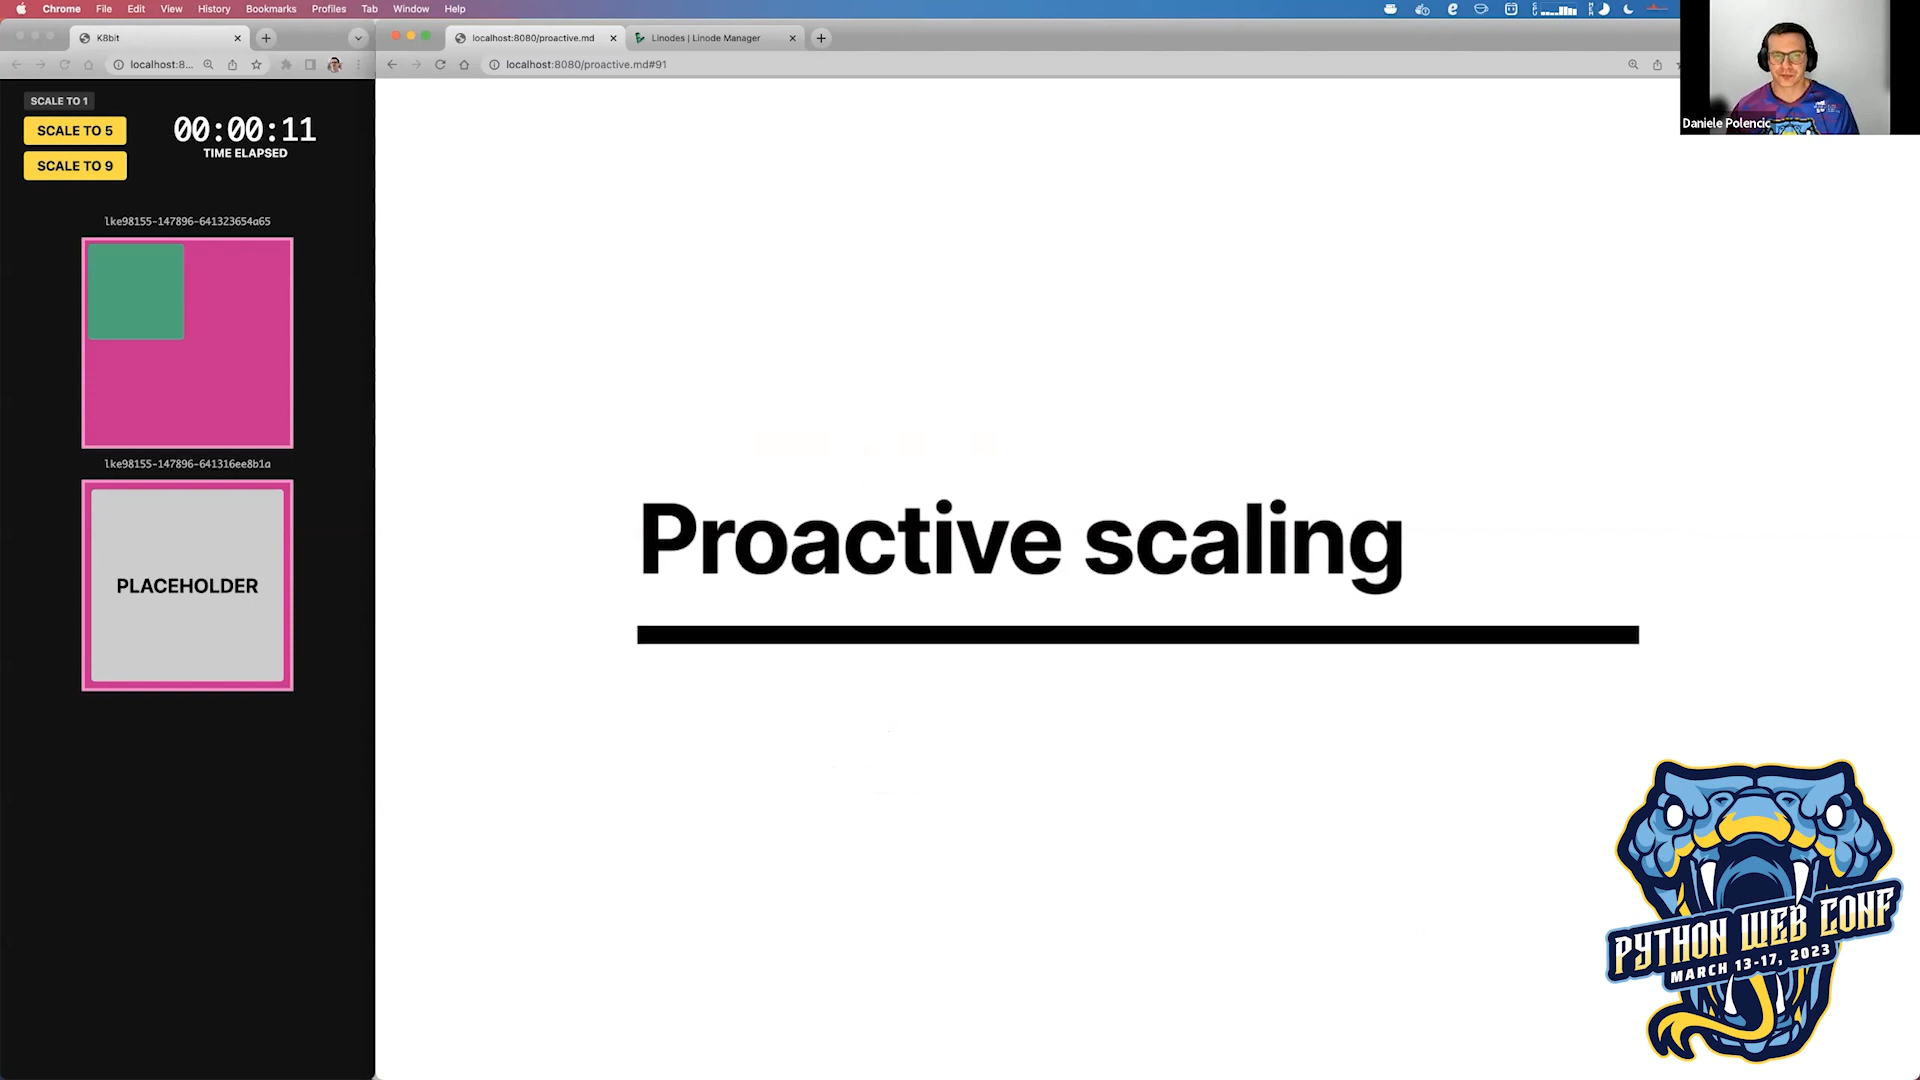 Chrome File Edit View History Bookmarks Profiles Tab Window Help
K8bit
localhost:8...
localhost:8080/proactive.md
Linodes | Linode Manager
localhost:8080/proactive.md#91
Daniele Polencic
SCALE TO 1
SCALE TO 5
SCALE TO 9
00:00:11
TIME ELAPSED
lke98155-147896-641323654a65
lke98155-147896-641316ee8b1a
PLACEHOLDER
Proactive scaling
PYTHON WEB CONF
MARCH 13-17, 2023